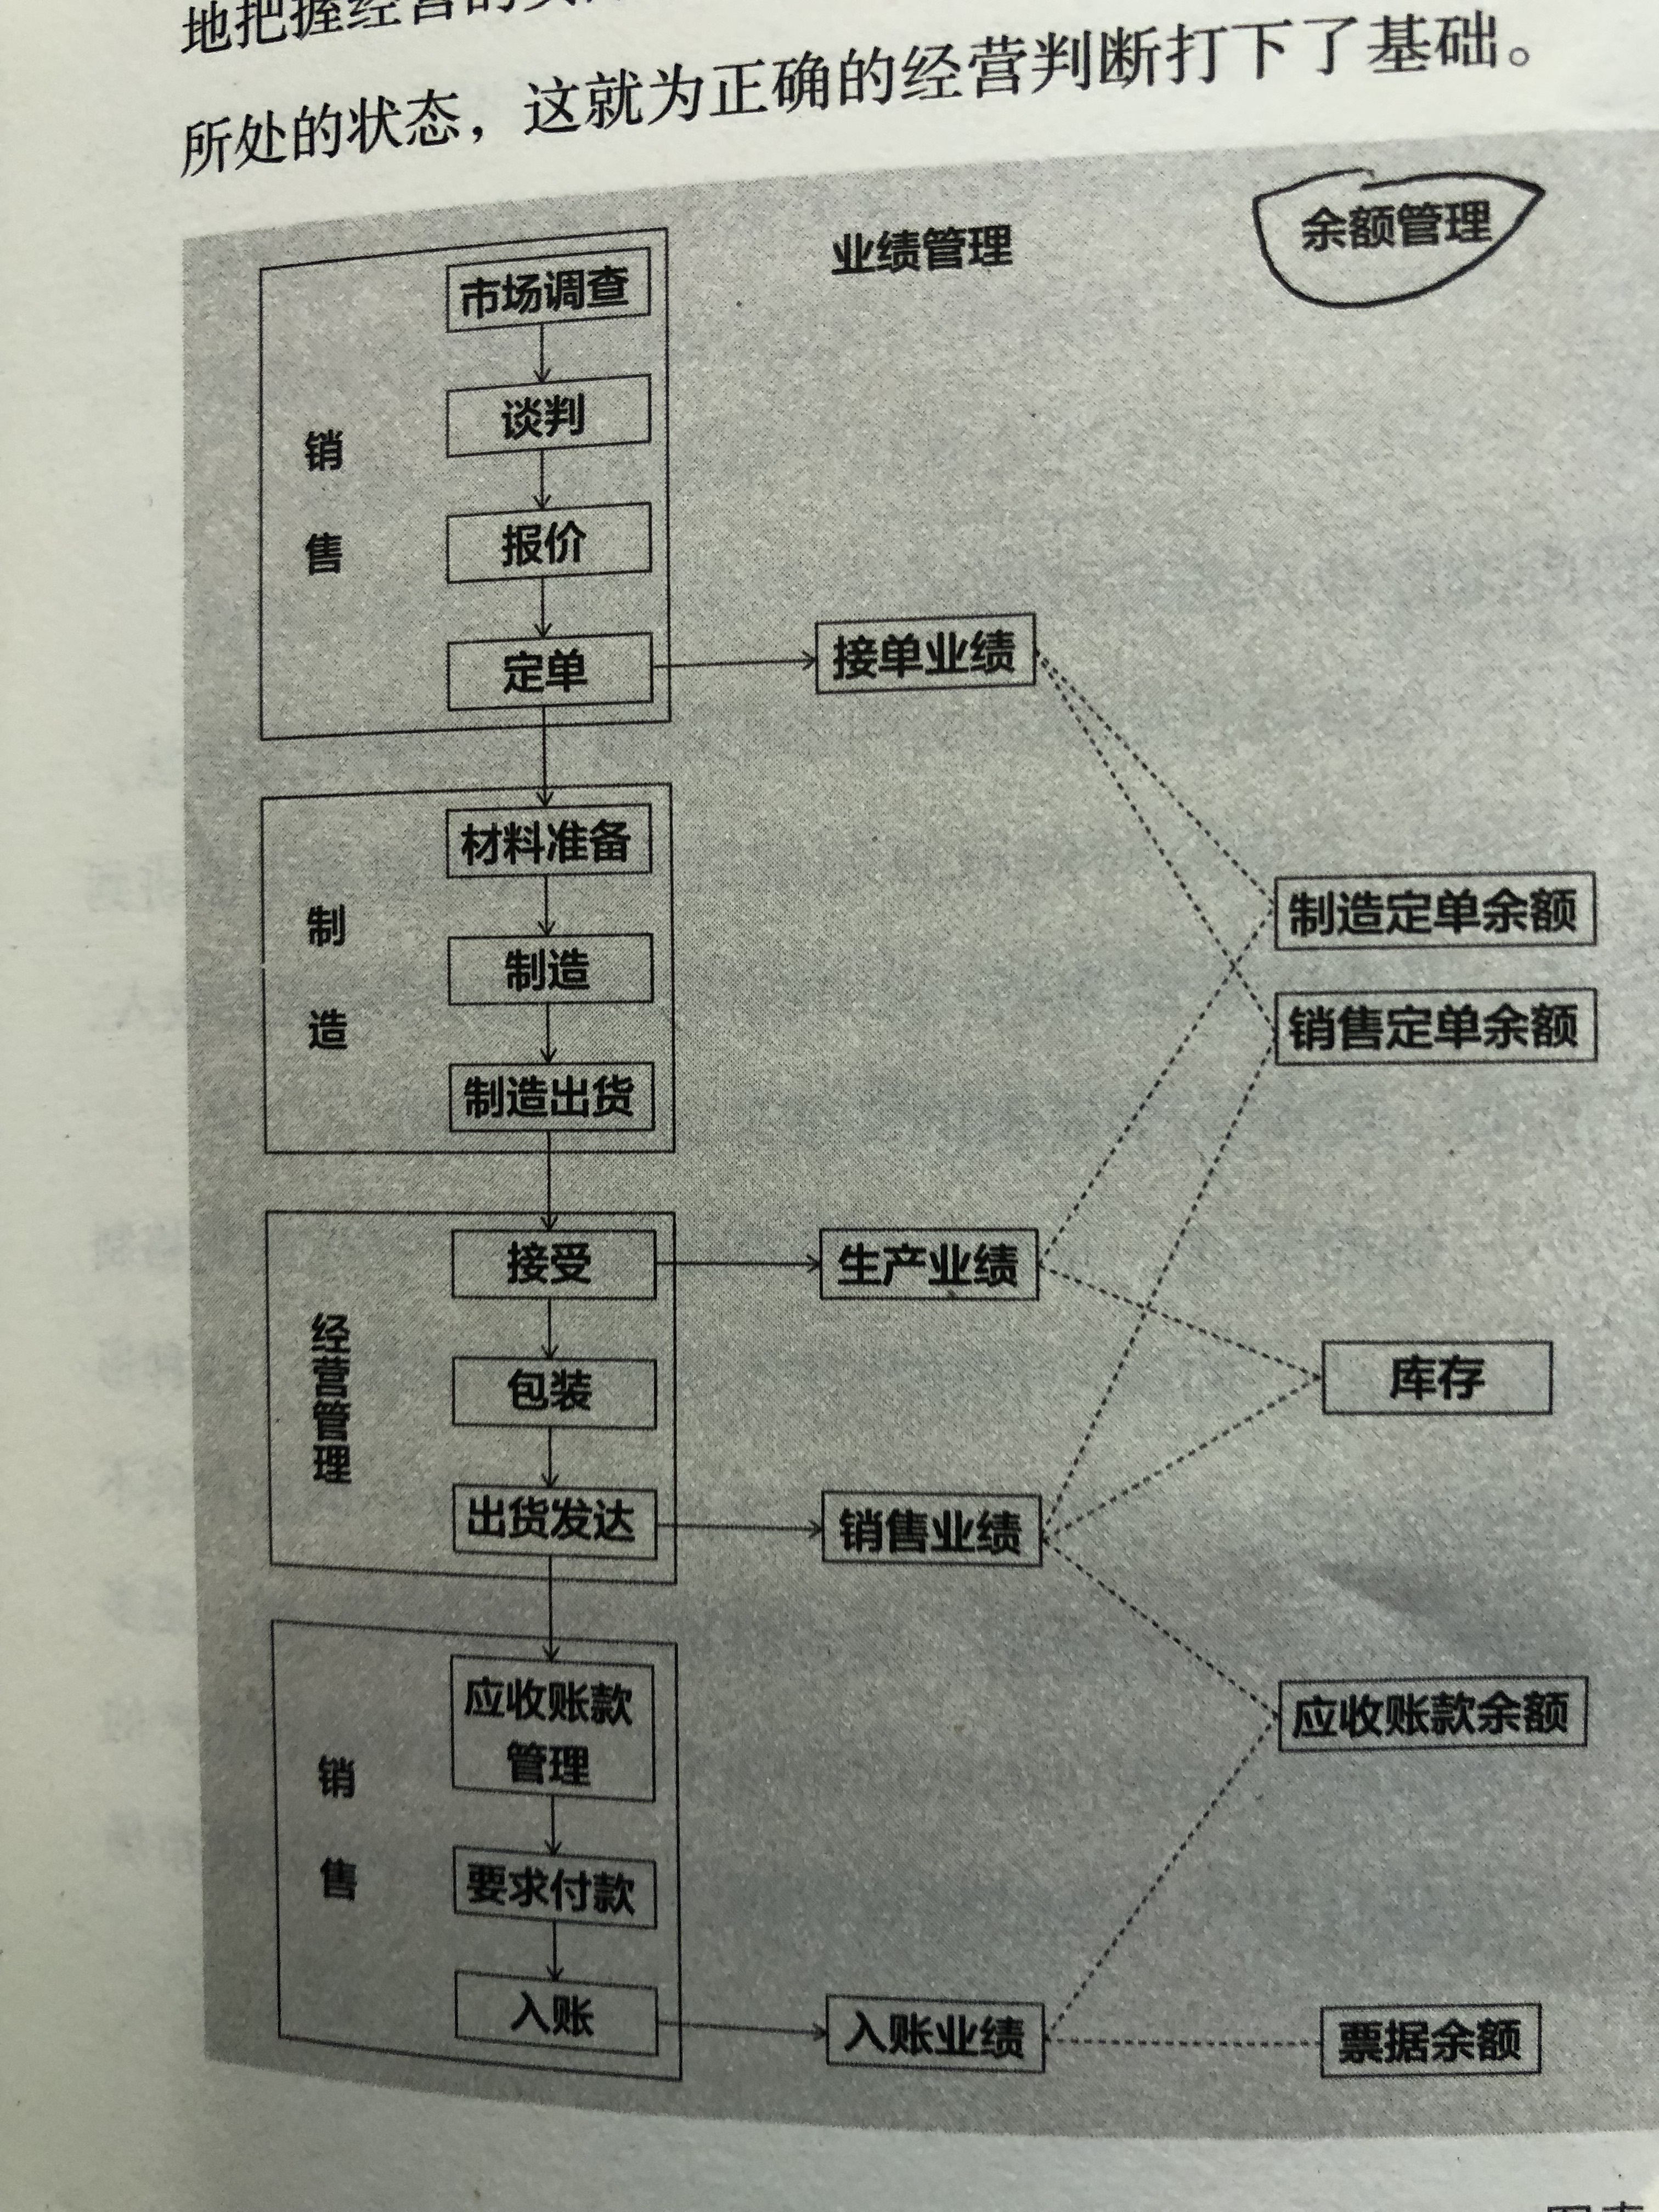 地把握经营的
所处的状态，这就为正确的经营判断打下了基础。
业绩管理
余额管理
销售
市场调查
谈判
报价
定单
接单业绩
制造
材料准备
制造
制造出货
制造定单余额
销售定单余额
经营管理
接受
生产业绩
包装
库存
出货发达
销售业绩
销售
应收账款
管理
应收账款余额
要求付款
入账
入账业绩
票据余额